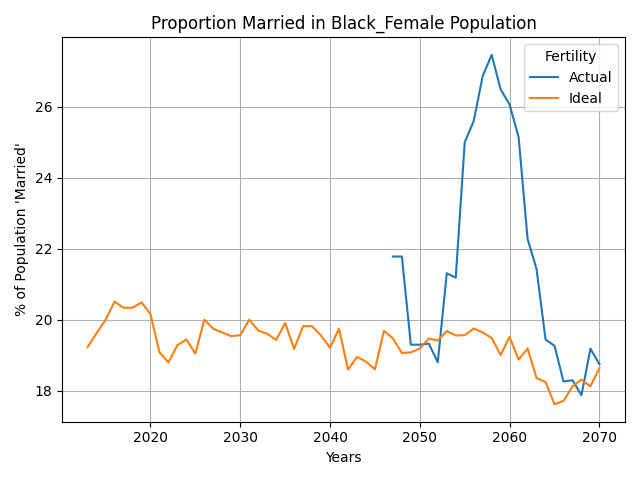 Proportion Married in Black_Female Population
% of Population 'Married'
26
24
22
20
18
Fertility
Actual
Ideal
2020 2030 2040 2050 2060 2070
Years